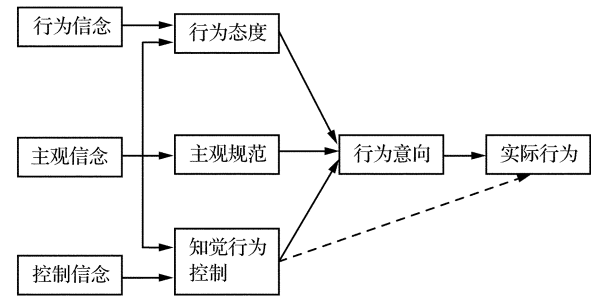 行为信念
行为态度
主观信念
主观规范
行为意向
实际行为
知觉行为
控制
控制信念